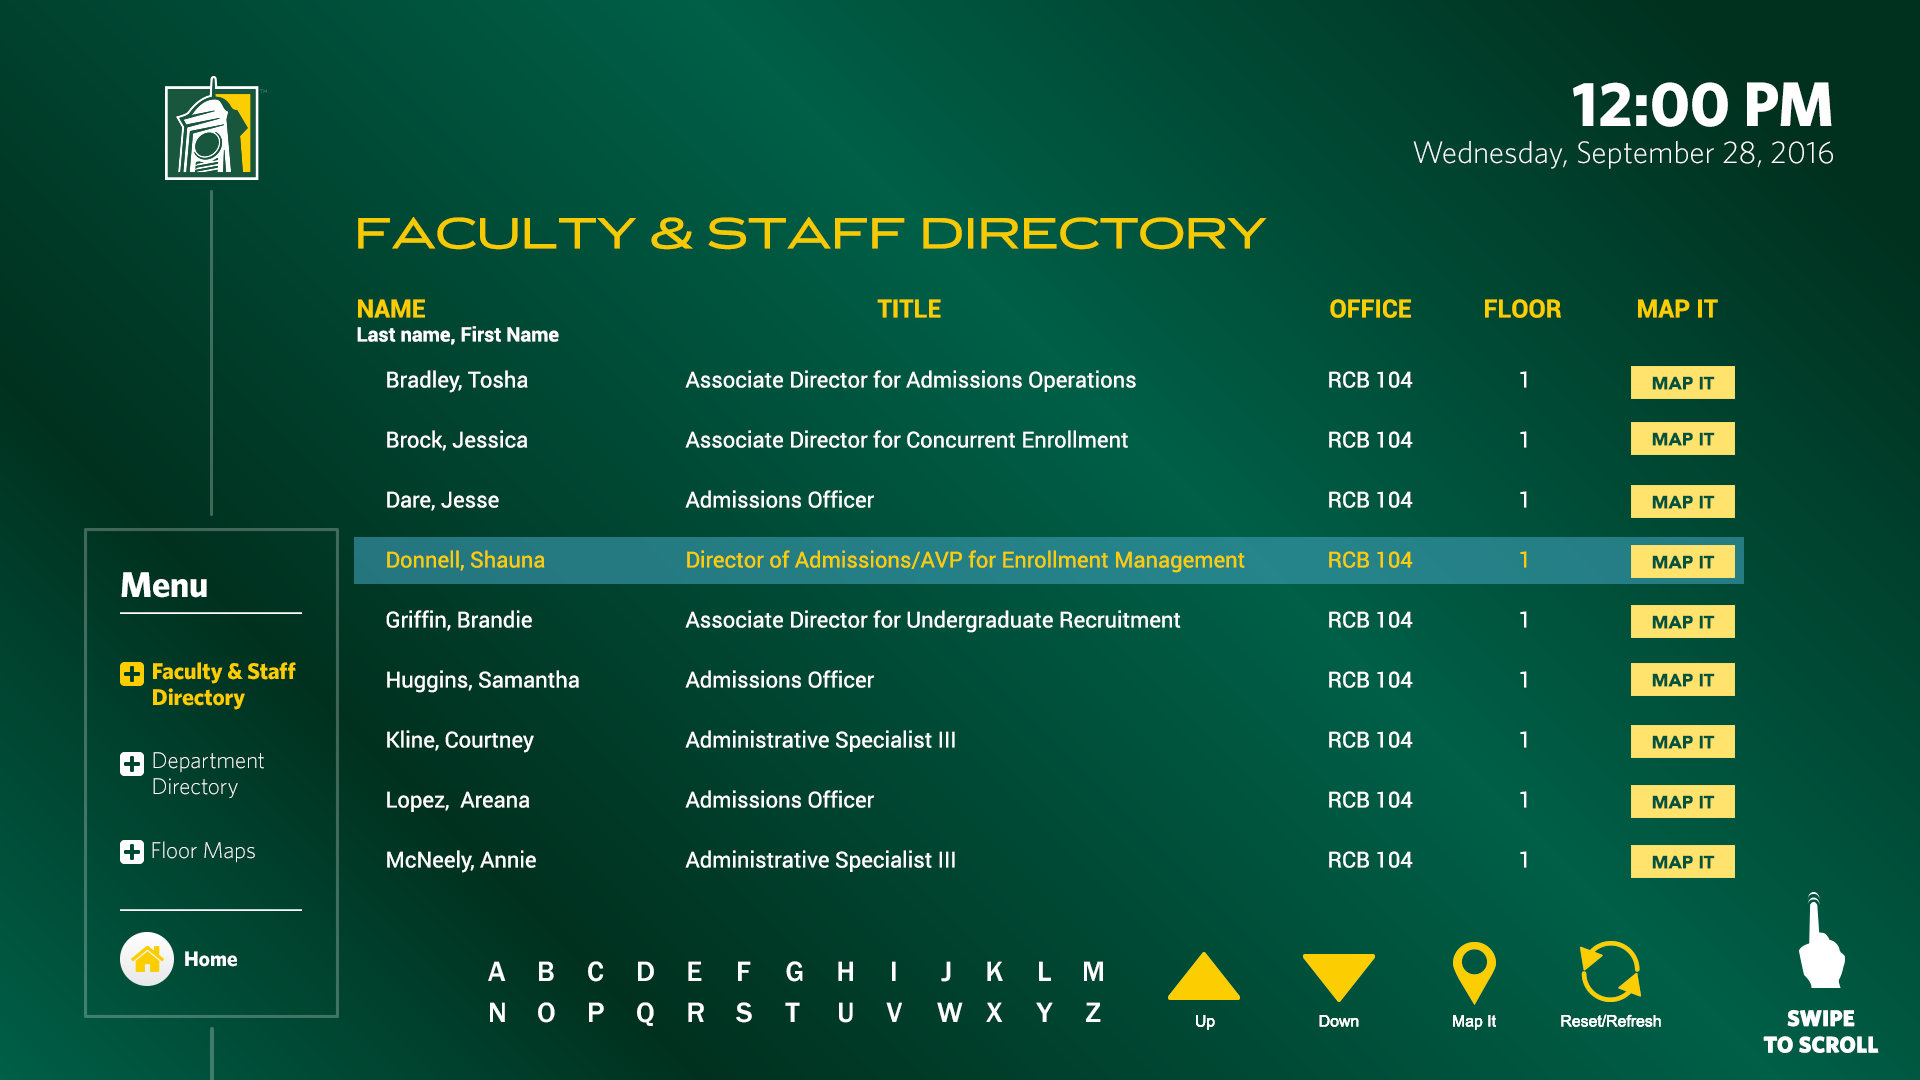 12:00 PM
Wednesday, September 28, 2016
FACULTY & STAFF DIRECTORY
NAME TITLE OFFICE FLOOR MAP IT
Last name, First Name
Bradley, Tosha Associate Director for Admissions Operations RCB 104 1 MAP IT
Brock, Jessica Associate Director for Concurrent Enrollment RCB 104 1 MAP IT
Dare, Jesse Admissions Officer RCB 104 1 MAP IT
Donnell, Shauna Director of Admissions/AVP for Enrollment Management RCB 104 1 MAP IT
Griffin, Brandie Associate Director for Undergraduate Recruitment RCB 104 1 MAP IT
Huggins, Samantha Admissions Officer RCB 104 1 MAP IT
Kline, Courtney Administrative Specialist III RCB 104 1 MAP IT
Lopez, Areana Admissions Officer RCB 104 1 MAP IT
McNeely, Annie Administrative Specialist III RCB 104 1 MAP IT
Menu
Faculty & Staff
Directory
Department
Directory
Floor Maps
Home
A B C D E F G H I J K L M
N O P Q R S T U V W X Y Z
Up
Down
Map It
Reset/Refresh
SWIPE
TO SCROLL